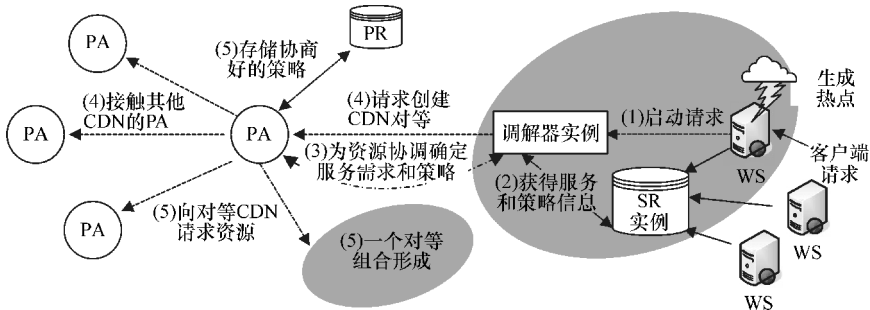 PA
(5)存储协商
好的策略
PR
(4)接触其他
CDN的PA
PA
PA
(4)请求创建
CDN对等
(3)为资源协调确定
服务需求和策略
调解器实例
(1)启动请求
生成
热点
WS
客户端
请求
(2)获得服务
和策略信息
SR
实例
WS
WS
PA
(5)向对等CDN
请求资源
(5)一个对等
组合形成